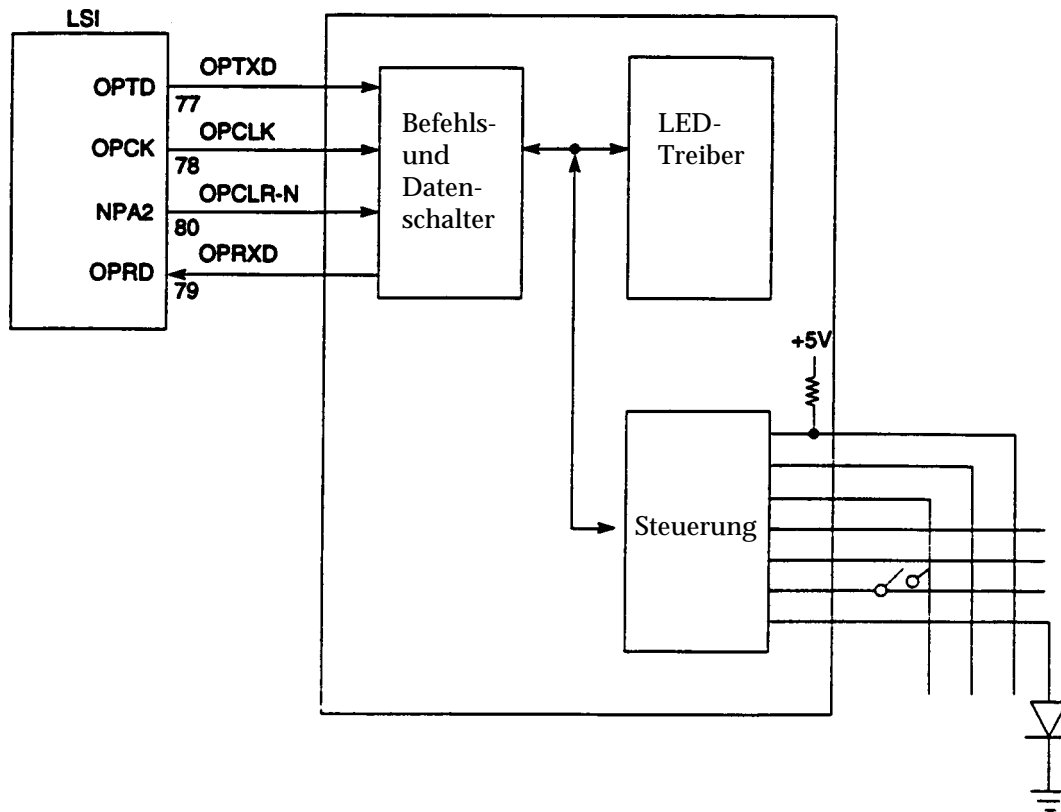 LSI
OPTD
77
OPTXD
OPCK
78
OPCLK
NPA2
80
OPCLR-N
OPRD
79
OPRXD
Befehls-
und
Daten-
schalter
LED-
Treiber
+5V
Steuerung